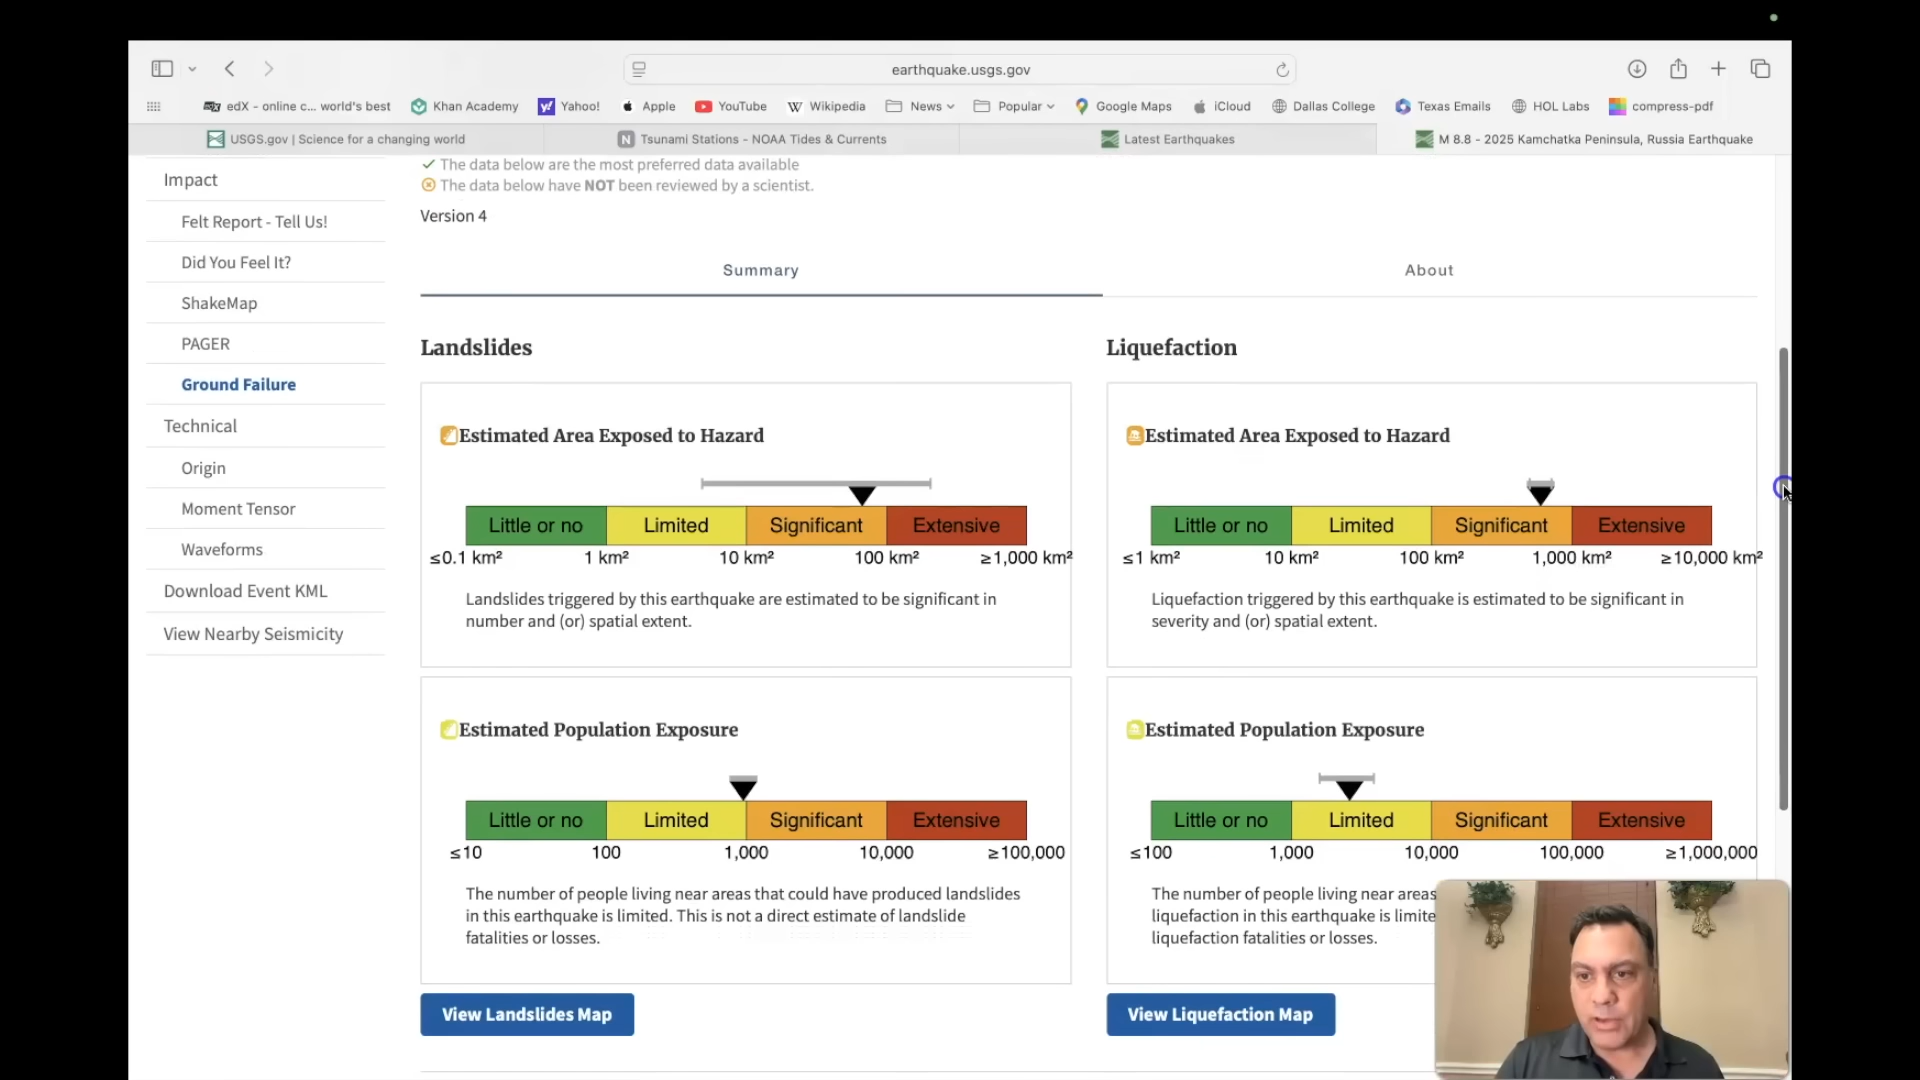 earthquake.usgs.gov
edX - online c... world's best
Khan Academy
Yahoo!
Apple
YouTube
Wikipedia
News
Popular
Google Maps
iCloud
Dallas College
Texas Emails
HOL Labs
compress-pdf
USGS.gov | Science for a changing world
Tsunami Stations - NOAA Tides & Currents
Latest Earthquakes
M 8.8 - 2025 Kamchatka Peninsula, Russia Earthquake
Impact
Felt Report - Tell Us!
Did You Feel It?
ShakeMap
PAGER
Ground Failure
Technical
Origin
Moment Tensor
Waveforms
Download Event KML
View Nearby Seismicity
The data below are the most preferred data available
The data below have NOT been reviewed by a scientist.
Version 4
Summary
About
Landslides
Estimated Area Exposed to Hazard
Little or no Limited Significant Extensive
≤0.1 km² 1 km² 10 km² 100 km² ≥1,000 km²
Landslides triggered by this earthquake are estimated to be significant in
number and (or) spatial extent.
Estimated Population Exposure
Little or no Limited Significant Extensive
≤10 100 1,000 10,000 ≥100,000
The number of people living near areas that could have produced landslides
in this earthquake is limited. This is not a direct estimate of landslide
fatalities or losses.
View Landslides Map
Liquefaction
Estimated Area Exposed to Hazard
Little or no Limited Significant Extensive
≤1 km² 10 km² 100 km² 1,000 km² ≥10,000 km²
Liquefaction triggered by this earthquake is estimated to be significant in
severity and (or) spatial extent.
Estimated Population Exposure
Little or no Limited Significant Extensive
≤100 1,000 10,000 100,000 ≥1,000,000
The number of people living near areas
liquefaction in this earthquake is limite
liquefaction fatalities or losses.
View Liquefaction Map